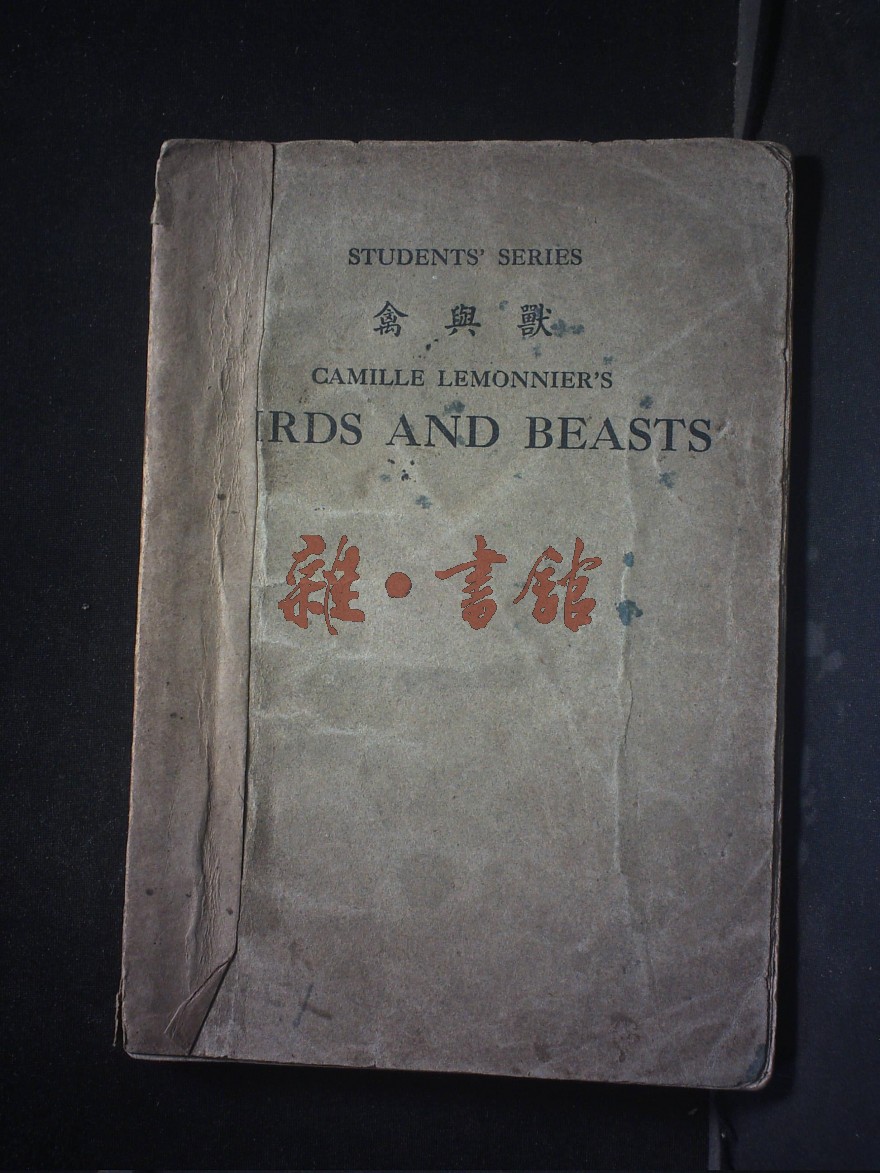 STUDENTS' SERIES
禽與獸
CAMILLE LEMONNIER'S
IRDS AND BEASTS
雜·書館